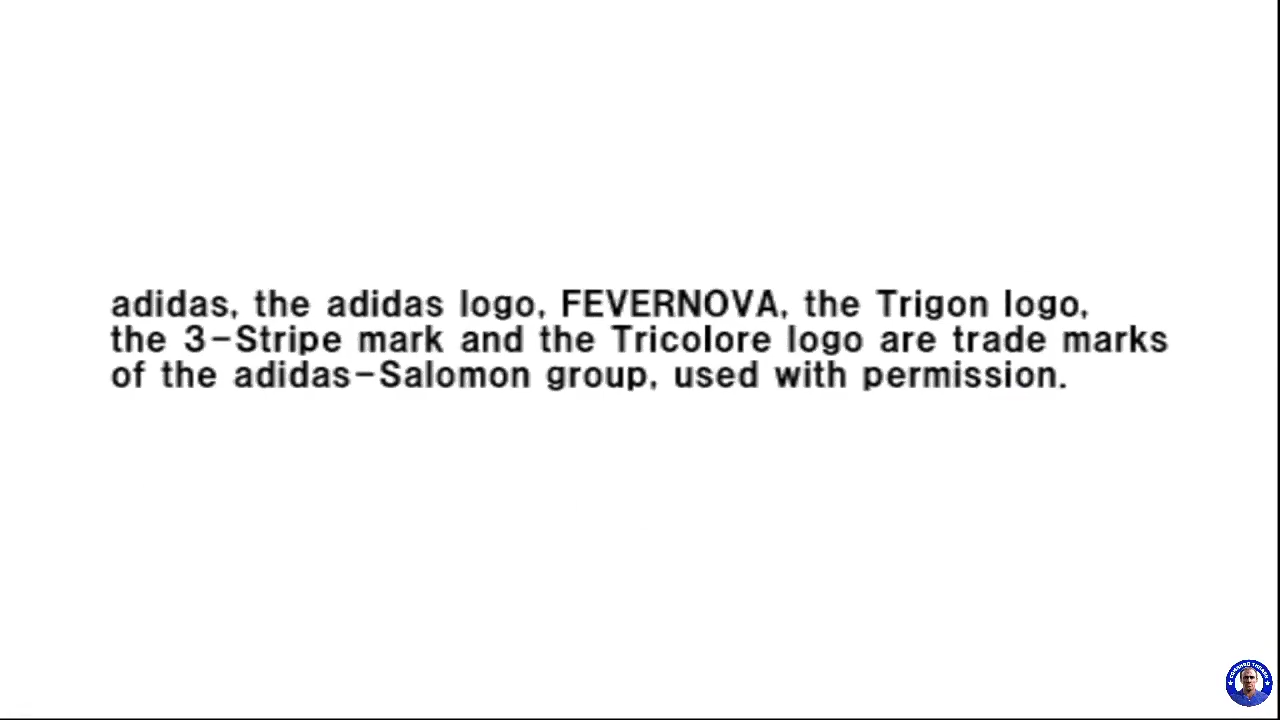 adidas, the adidas logo, FEVERNOVA, the Trigon logo,
the 3-Stripe mark and the Tricolore logo are trade marks
of the adidas-Salomon group, used with permission.